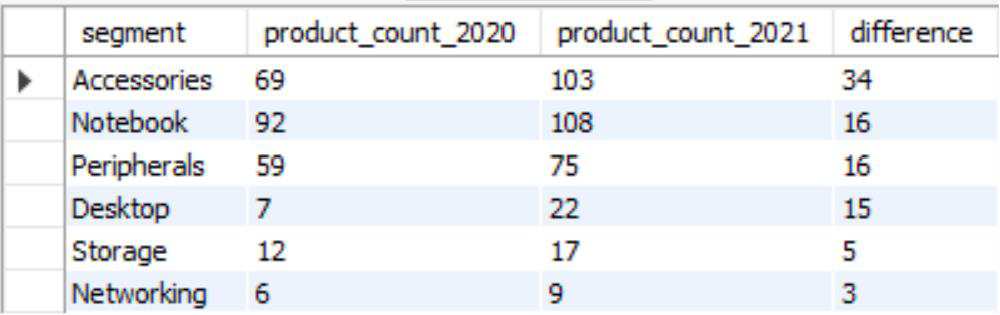 segment product_count_2020 product_count_2021 difference
Accessories 69 103 34
Notebook 92 108 16
Peripherals 59 75 16
Desktop 7 22 15
Storage 12 17 5
Networking 6 9 3